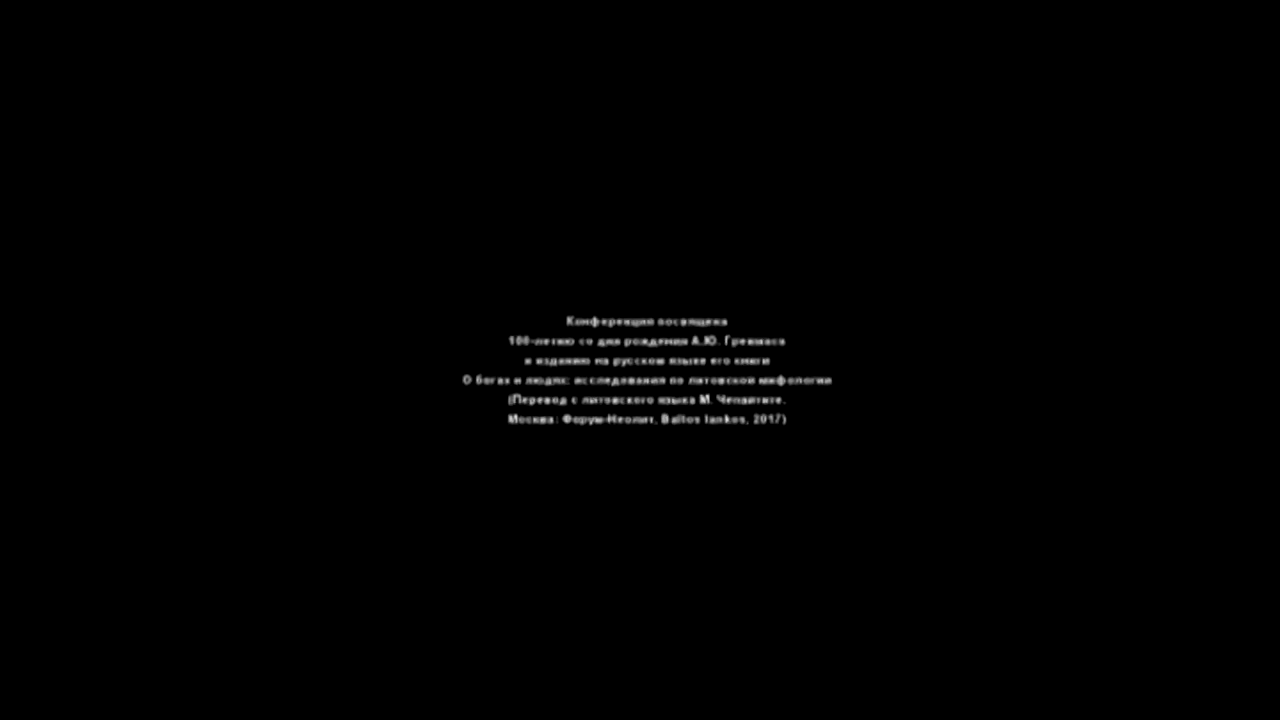 Конференция посвящена
100-летию со дня рождения А.Ю. Греймаса
и изданию на русском языке его книги
О богах и людях: исследования по литовской мифологии
(Перевод с литовского языка М. Чепайтите.
Москва: Форум-Неолит, Baltos lankos, 2017)